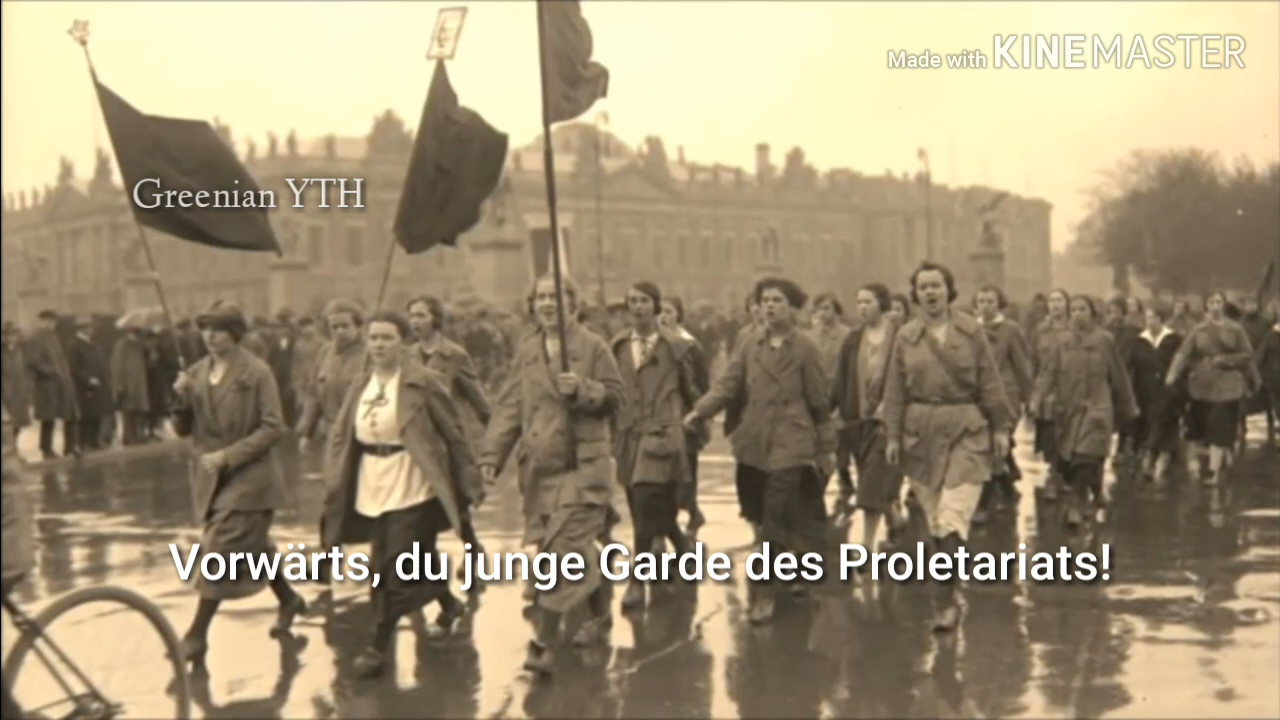 Made with KINEMASTER
Greenian YTH
Vorwärts, du junge Garde des Proletariats!